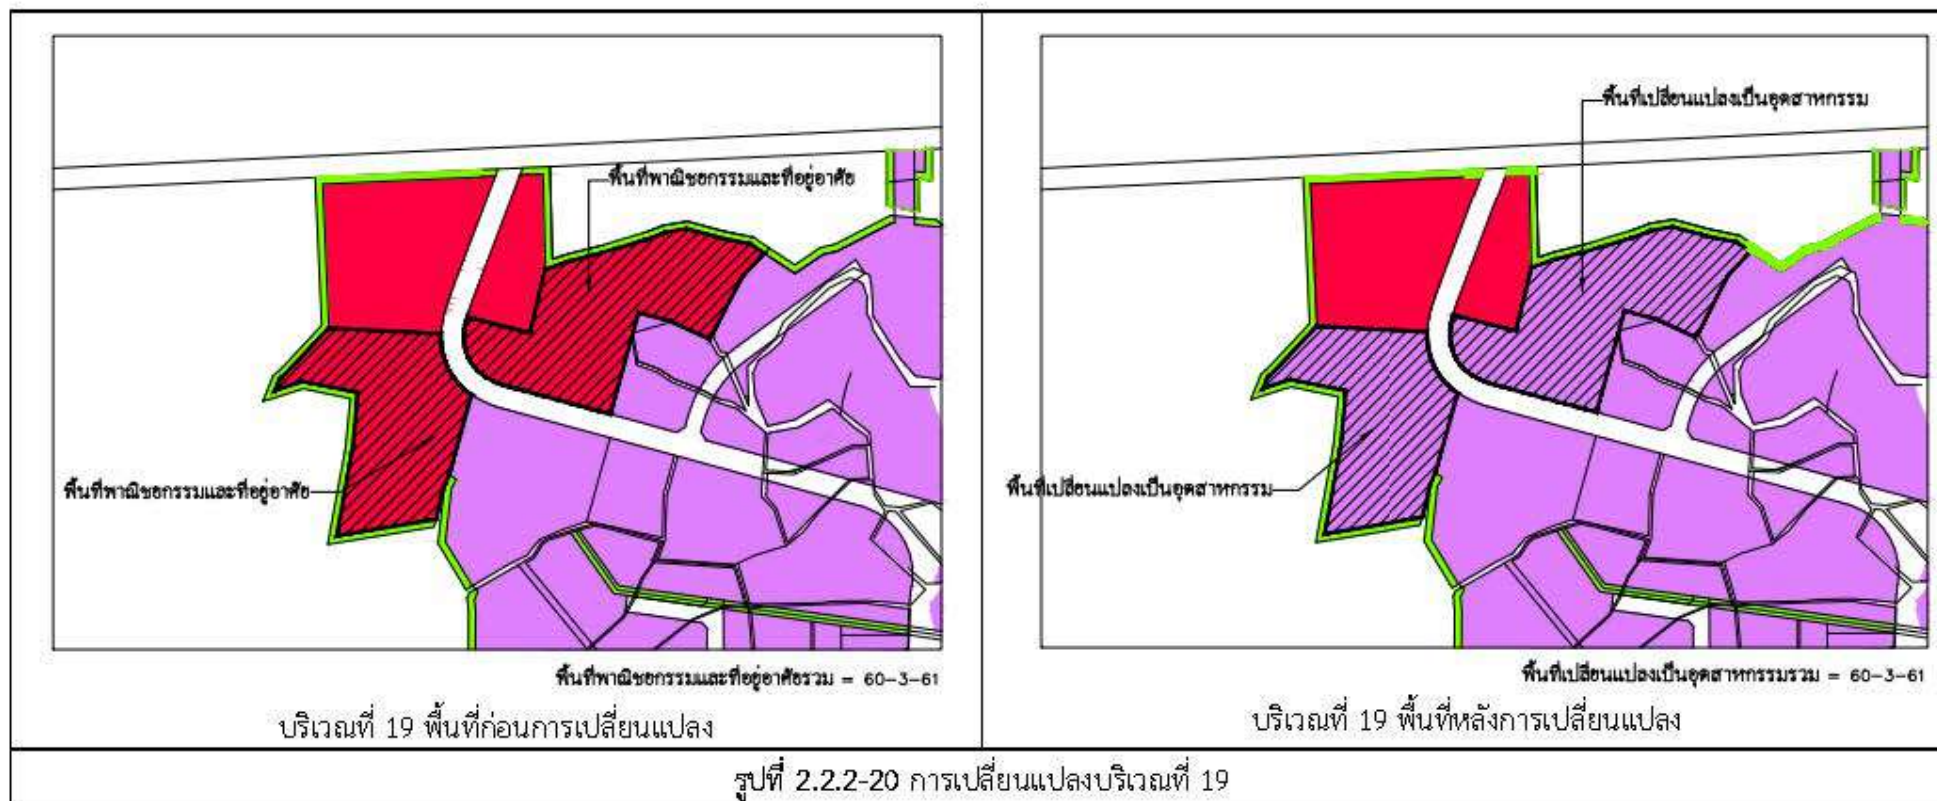 พื้นที่พาณิชยกรรมและที่อยู่อาศัย
พื้นที่พาณิชยกรรมและที่อยู่อาศัย
พื้นที่พาณิชยกรรมและที่อยู่อาศัยรวม = 60-3-61
บริเวณที่ 19 พื้นที่ก่อนการเปลี่ยนแปลง
พื้นที่เปลี่ยนแปลงเป็นอุตสาหกรรม
พื้นที่เปลี่ยนแปลงเป็นอุตสาหกรรม
พื้นที่เปลี่ยนแปลงเป็นอุตสาหกรรมรวม = 60-3-61
บริเวณที่ 19 พื้นที่หลังการเปลี่ยนแปลง
รูปที่ 2.2.2-20 การเปลี่ยนแปลงบริเวณที่ 19